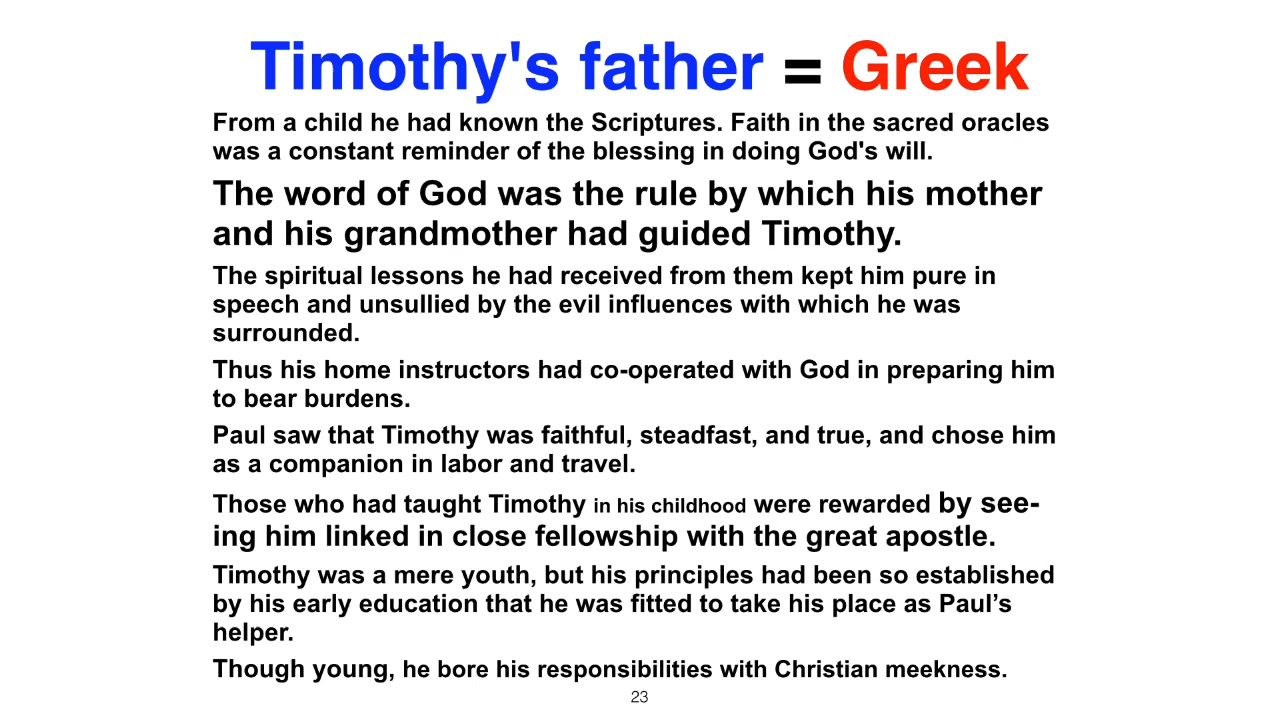 Timothy's father = Greek
From a child he had known the Scriptures. Faith in the sacred oracles
was a constant reminder of the blessing in doing God's will.
The word of God was the rule by which his mother
and his grandmother had guided Timothy.
The spiritual lessons he had received from them kept him pure in
speech and unsullied by the evil influences with which he was
surrounded.
Thus his home instructors had co-operated with God in preparing him
to bear burdens.
Paul saw that Timothy was faithful, steadfast, and true, and chose him
as a companion in labor and travel.
Those who had taught Timothy in his childhood were rewarded by see-
ing him linked in close fellowship with the great apostle.
Timothy was a mere youth, but his principles had been so established
by his early education that he was fitted to take his place as Paul’s
helper.
Though young, he bore his responsibilities with Christian meekness.
23